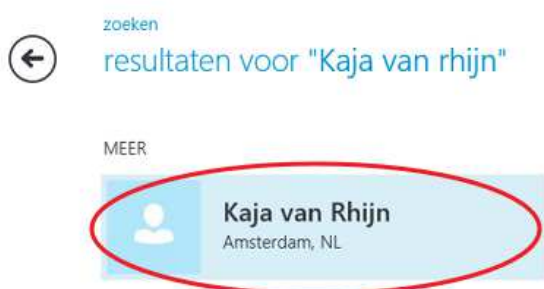 zoeken
resultaten voor "Kaja van rhijn"
MEER
Kaja van Rhijn
Amsterdam, NL